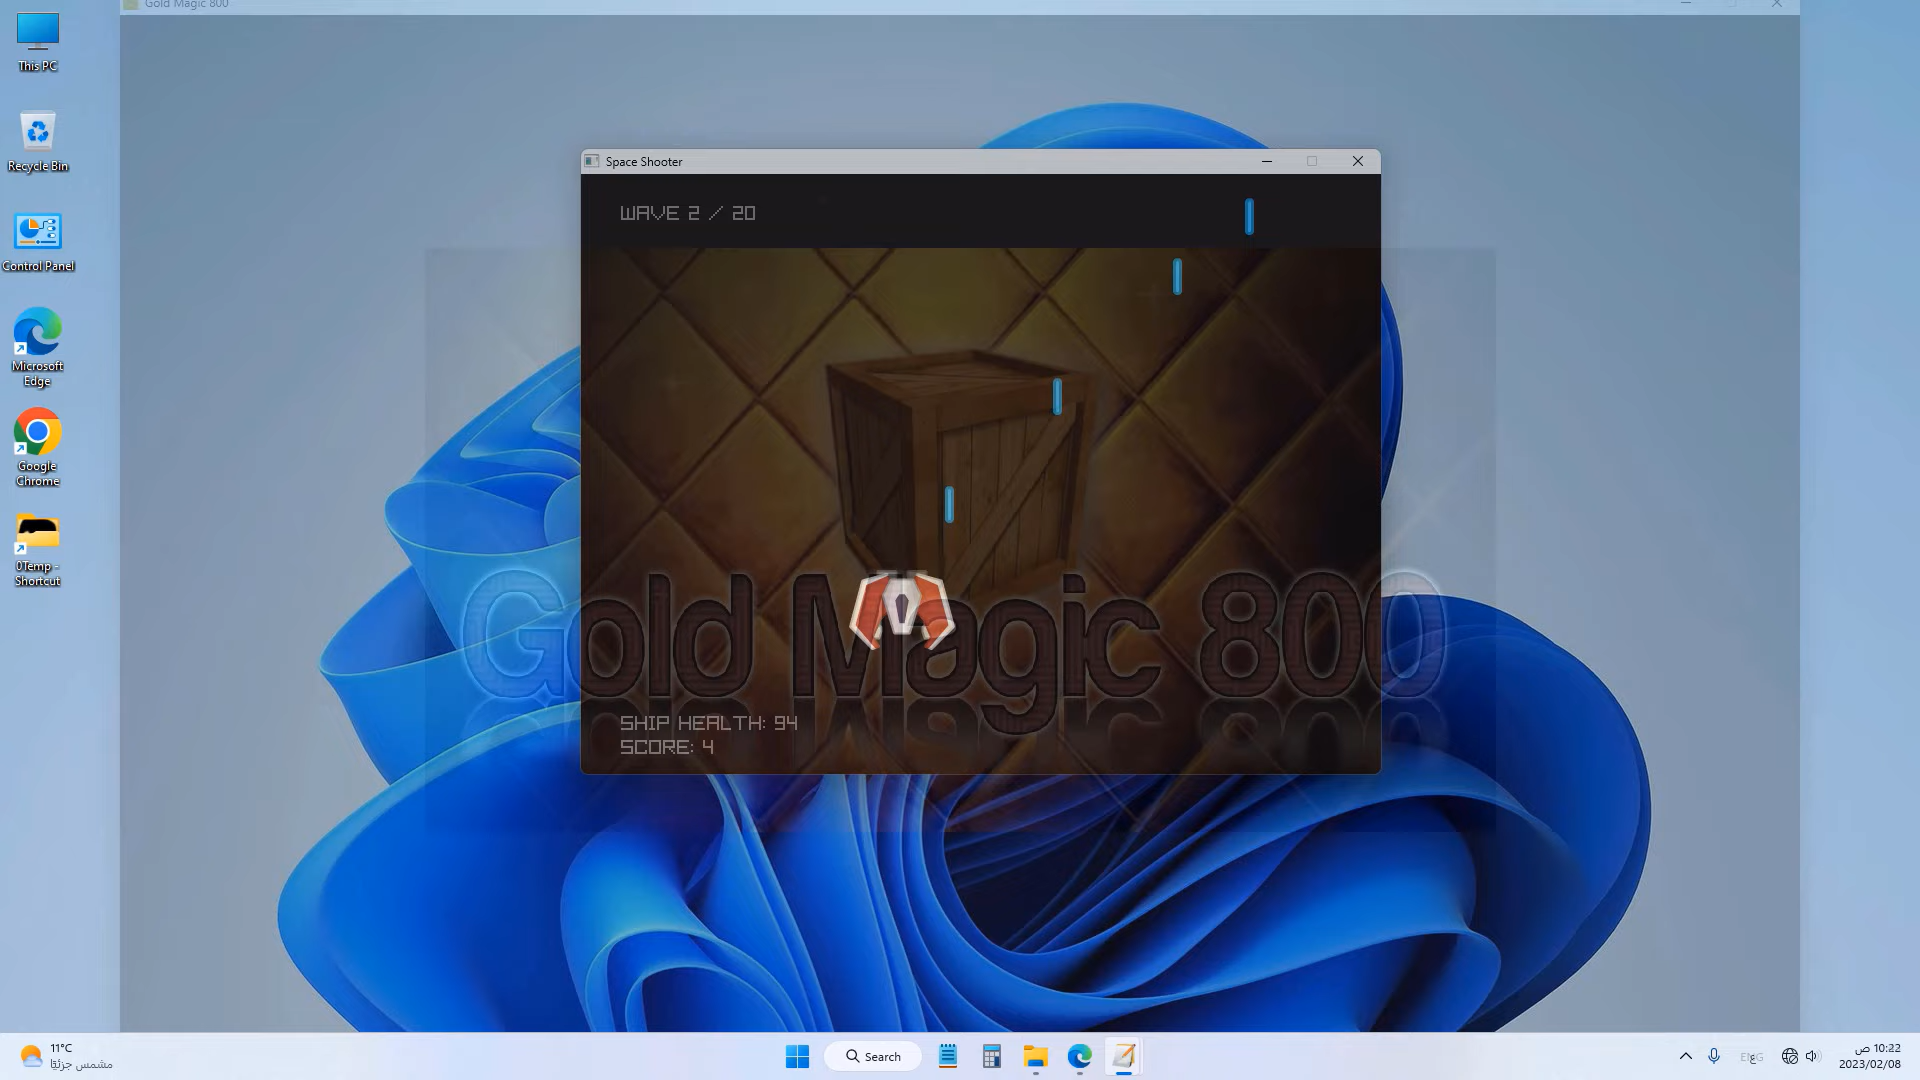 Gold Magic 800
This PC
Recycle Bin
Control Panel
Microsoft
Edge
Google
Chrome
0Temp -
Shortcut
Space Shooter
WAVE 2 / 20
Gold Magic 800
SHIP HEALTH: 94
SCORE: 4
11°C
مشمس جزئيًا
Search
10:22 ص
2023/02/08